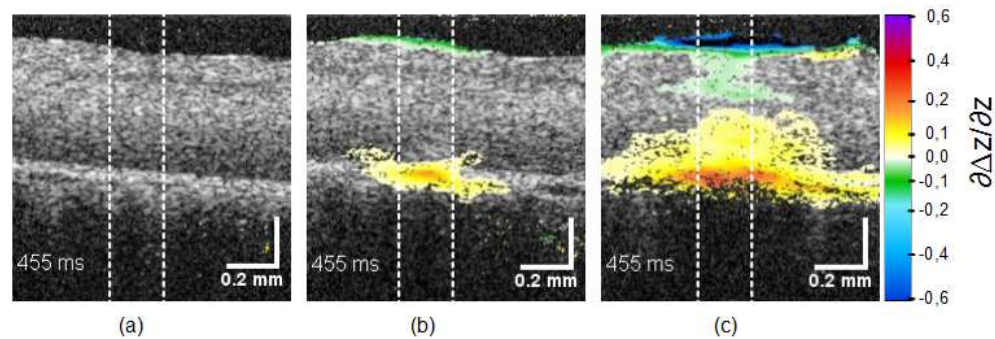 455 ms
0.2 mm
455 ms
0.2 mm
455 ms
0.2 mm
0,6
0,4
0,2
0,1
0,0
-0,1
-0,2
-0,4
-0,6
∂Δz/∂z
(a)
(b)
(c)